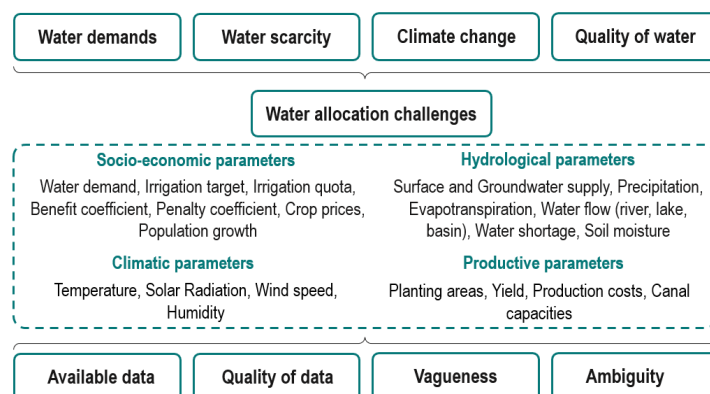 Water demands
Water scarcity
Climate change
Quality of water
Water allocation challenges
Socio-economic parameters
Water demand, Irrigation target, Irrigation quota,
Benefit coefficient, Penalty coefficient, Crop prices,
Population growth
Hydrological parameters
Surface and Groundwater supply, Precipitation,
Evapotranspiration, Water flow (river, lake,
basin), Water shortage, Soil moisture
Climatic parameters
Temperature, Solar Radiation, Wind speed,
Humidity
Productive parameters
Planting areas, Yield, Production costs, Canal
capacities
Available data
Quality of data
Vagueness
Ambiguity